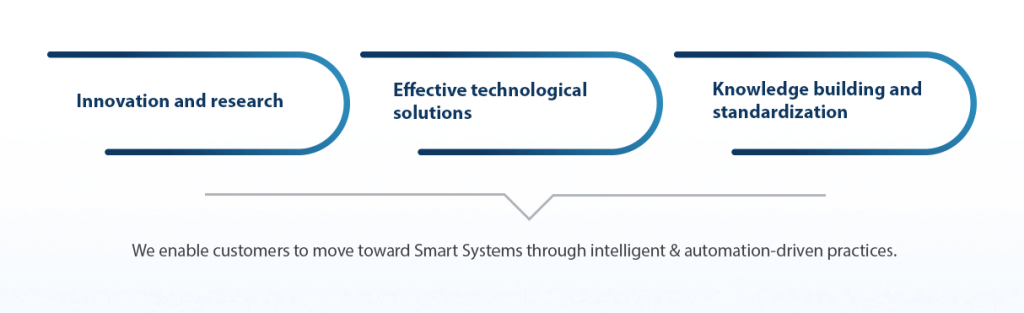 Innovation and research
Effective technological
solutions
Knowledge building and
standardization
We enable customers to move toward Smart Systems through intelligent & automation-driven practices.